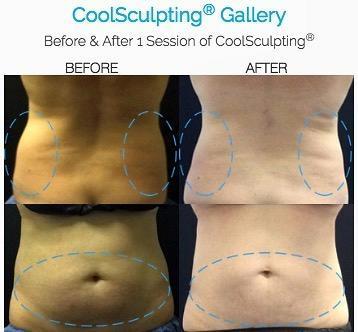 CoolSculpting® Gallery
Before & After 1 Session of CoolSculpting®
BEFORE AFTER